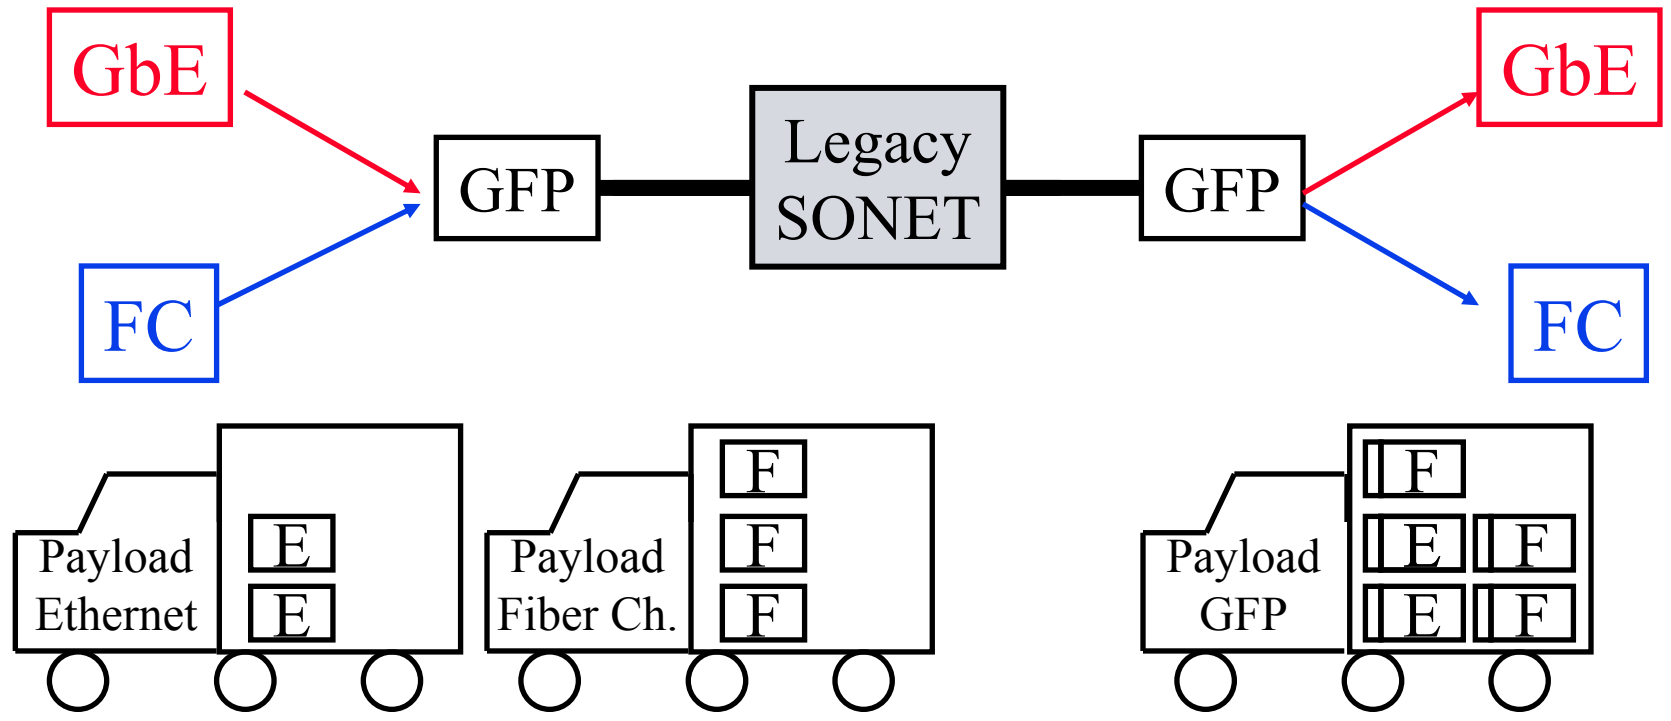 GbE
GbE
Legacy
SONET
GFP
GFP
FC
FC
Payload
Ethernet
E
E
Payload
Fiber Ch.
F
F
F
Payload
GFP
F
E F
E F